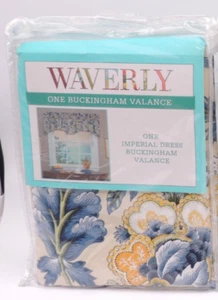 WAVERLY
ONE BUCKINGHAM VALANCE
ONE
IMPERIAL DRESS
BUCKINGHAM
VALANCE